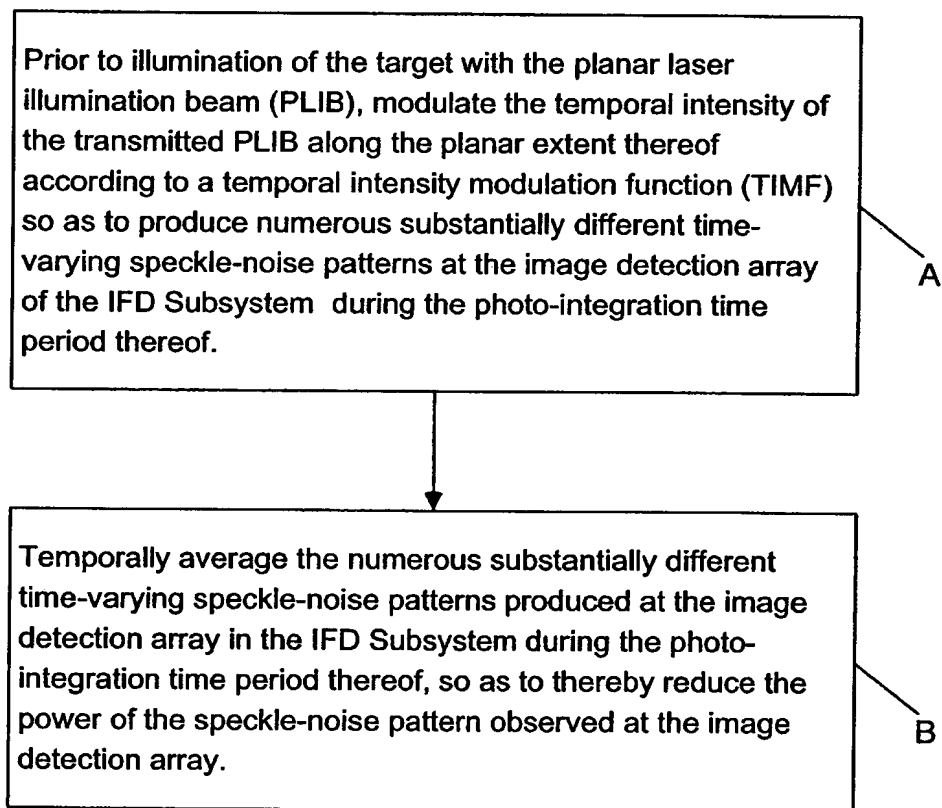 Prior to illumination of the target with the planar laser
illumination beam (PLIB), modulate the temporal intensity of
the transmitted PLIB along the planar extent thereof
according to a temporal intensity modulation function (TIMF)
so as to produce numerous substantially different time-
varying speckle-noise patterns at the image detection array
of the IFD Subsystem during the photo-integration time
period thereof.
A
Temporally average the numerous substantially different
time-varying speckle-noise patterns produced at the image
detection array in the IFD Subsystem during the photo-
integration time period thereof, so as to thereby reduce the
power of the speckle-noise pattern observed at the image
detection array.
B